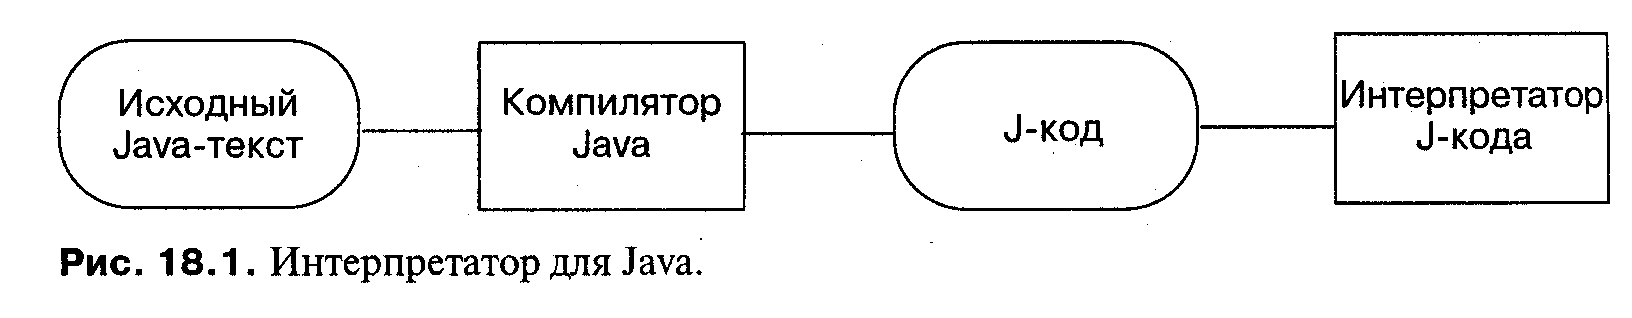 Исходный
Java-текст
Компилятор
Java
J-код
Интерпретатор
J-кода
Рис. 18.1. Интерпретатор для Java.